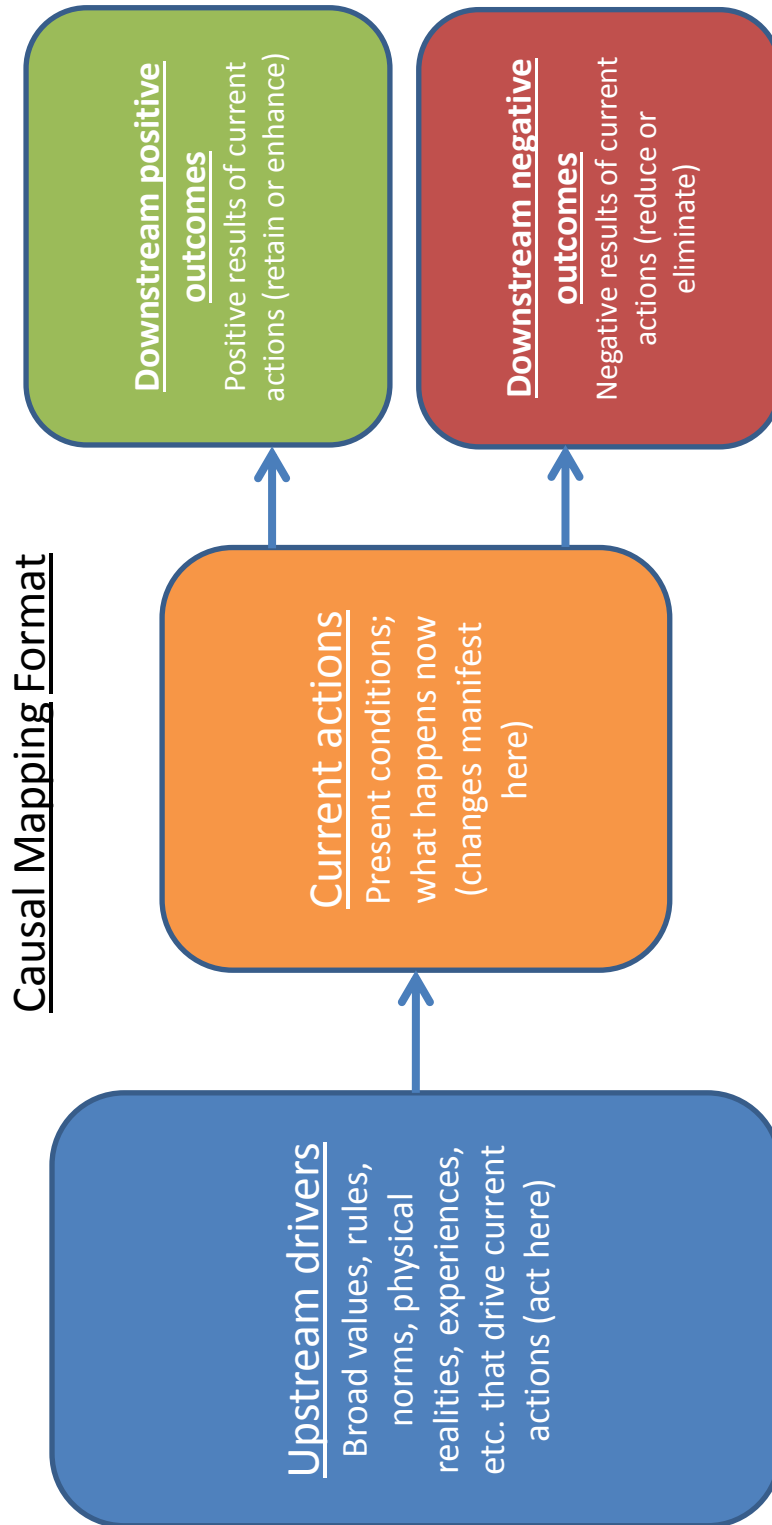 Causal Mapping Format
Upstream drivers
Broad values, rules,
norms, physical
realities, experiences,
etc. that drive current
actions (act here)
Current actions
Present conditions;
what happens now
(changes manifest
here)
Downstream positive
outcomes
Positive results of current
actions (retain or enhance)
Downstream negative
outcomes
Negative results of current
actions (reduce or
eliminate)